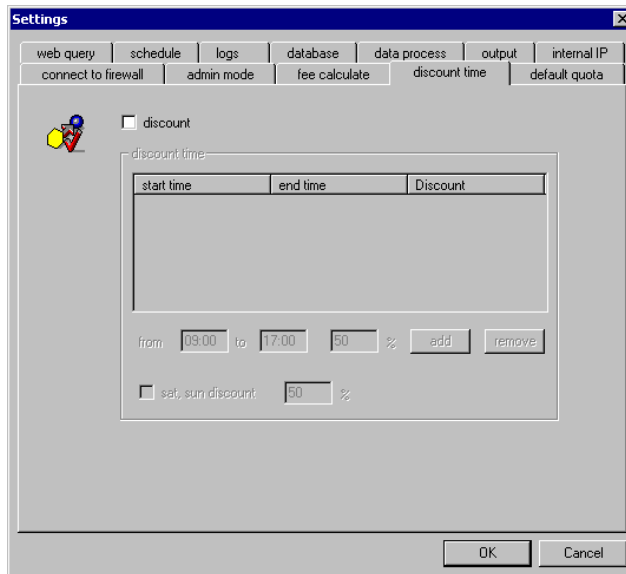 Settings
web query schedule logs database data process output internal IP
connect to firewall admin mode fee calculate discount time default quota
discount
discount time
start time end time Discount
from 09:00 to 17:00 50 % add remove
sat, sun discount 50 %
OK Cancel